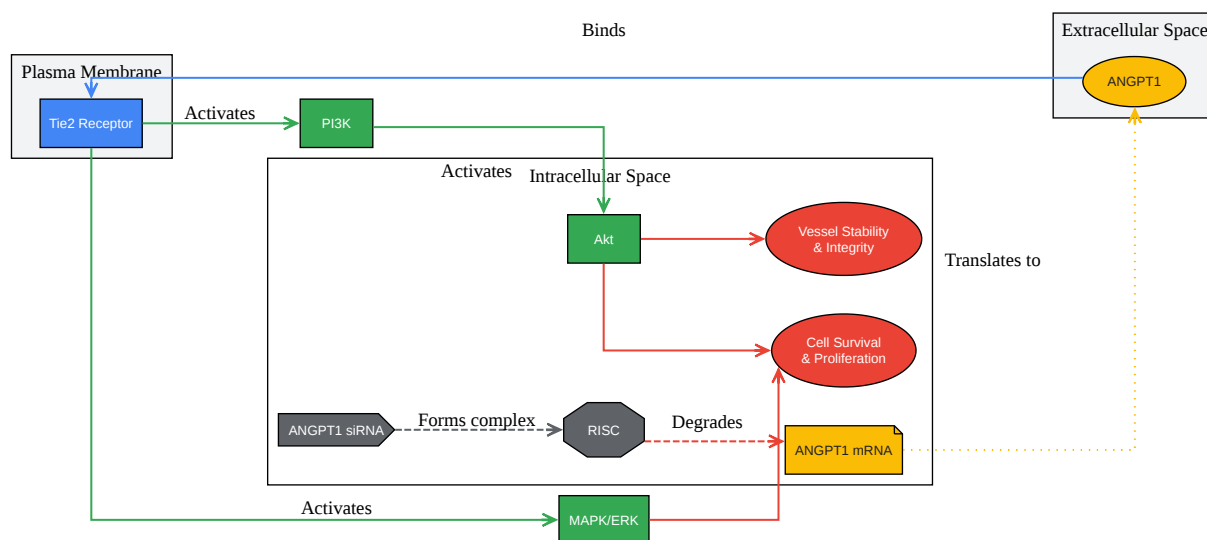 Binds
Extracellular Space
Plasma Membrane
ANGPT1
Tie2 Receptor
Activates
PI3K
Activates
Intracellular Space
Akt
Vessel Stability
& Integrity
Translates to
Cell Survival
& Proliferation
ANGPT1 siRNA
Forms complex
RISC
Degrades
ANGPT1 mRNA
Activates
MAPK/ERK